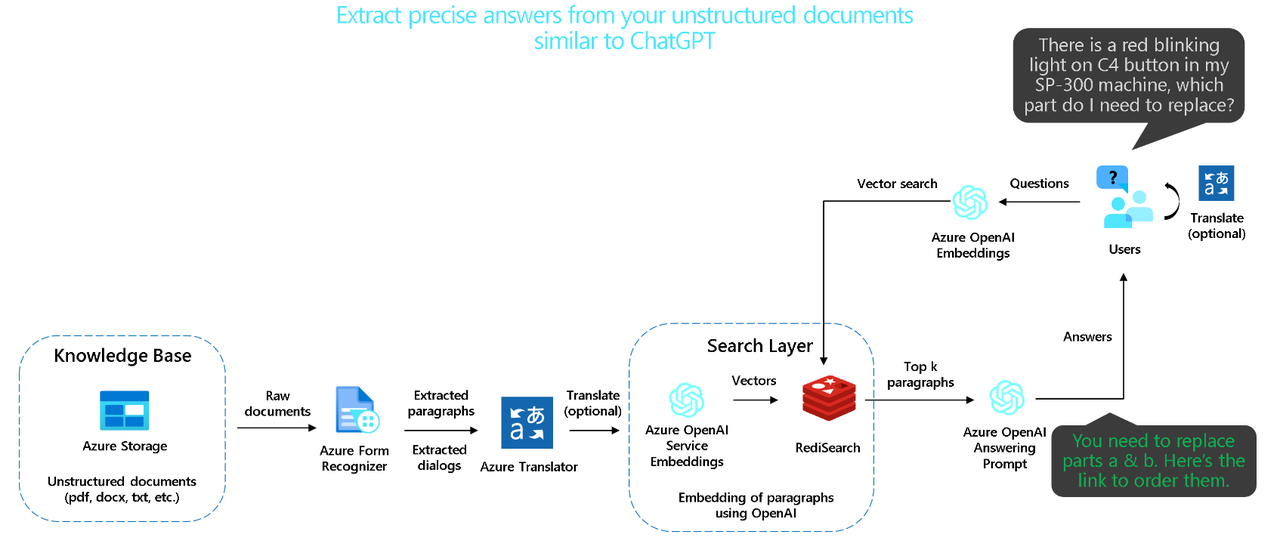 Extract precise answers from your unstructured documents
similar to ChatGPT
There is a red blinking
light on C4 button in my
SP-300 machine, which
part do I need to replace?
Vector search
Questions
?
あ
a
Translate
(optional)
Azure OpenAI
Embeddings
Users
Answers
Knowledge Base
Azure Storage
Unstructured documents
(pdf, docx, txt, etc.)
Raw
documents
Azure Form
Recognizer
Extracted
paragraphs
Extracted
dialogs
あ
a
Azure Translator
Translate
(optional)
Search Layer
Azure OpenAI
Service
Embeddings
Vectors
RediSearch
Embedding of paragraphs
using OpenAI
Top k
paragraphs
Azure OpenAI
Answering
Prompt
You need to replace
parts a & b. Here's the
link to order them.